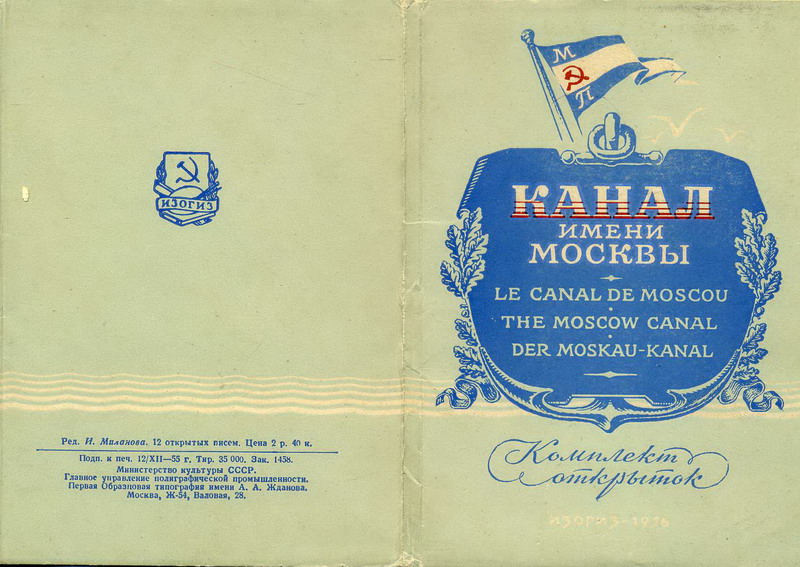 ИЗОГИЗ
Ред. И. Миланова. 12 открытых писем. Цена 2 р. 40 к.
Подп. к печ. 12/XII—55 г. Тир. 35 000. Зак. 1458.
Министерство культуры СССР.
Главное управление полиграфической промышленности.
Первая Образцовая типография имени А. А. Жданова.
Москва, Ж-54, Валовая, 28.
М
П
КАНАЛ
ИМЕНИ
МОСКВЫ
LE CANAL DE MOSCOU
THE MOSCOW CANAL
DER MOSKAU-KANAL
Комплект
открыток
ИЗОГИЗ-1956